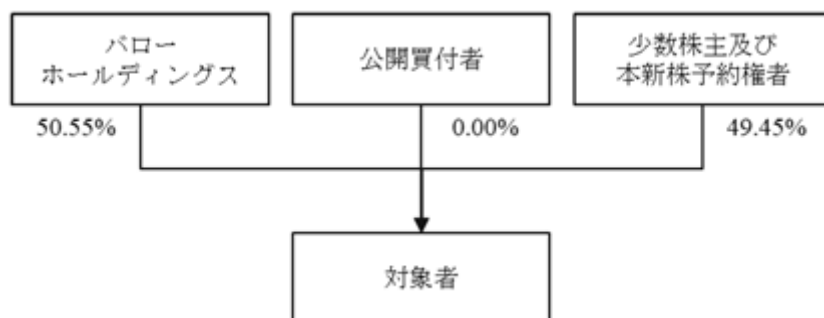 バロー
ホールディングス
公開買付者
少数株主及び
本新株予約権者
50.55%
0.00%
49.45%
対象者